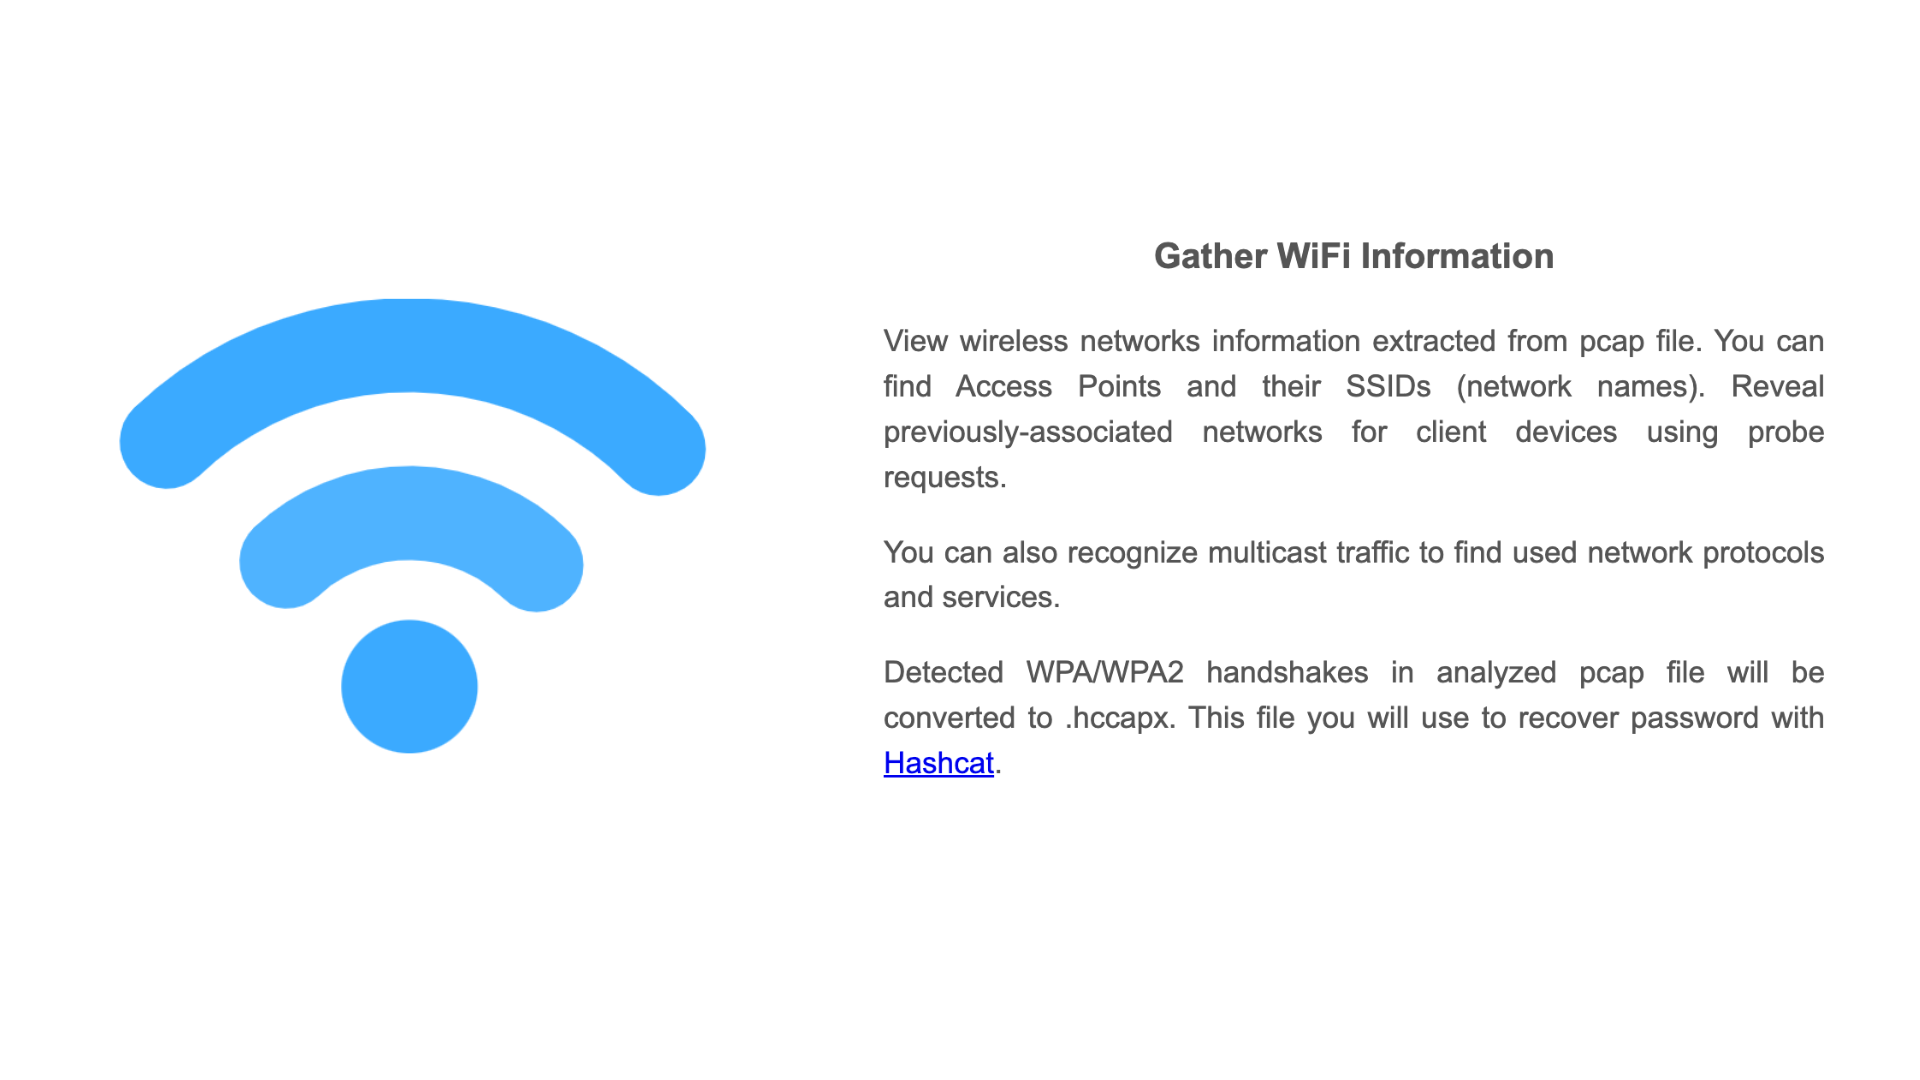 Gather WiFi Information
View wireless networks information extracted from pcap file. You can
find Access Points and their SSIDs (network names). Reveal
previously-associated networks for client devices using probe
requests.
You can also recognize multicast traffic to find used network protocols
and services.
Detected WPA/WPA2 handshakes in analyzed pcap file will be
converted to .hccapx. This file you will use to recover password with
Hashcat.